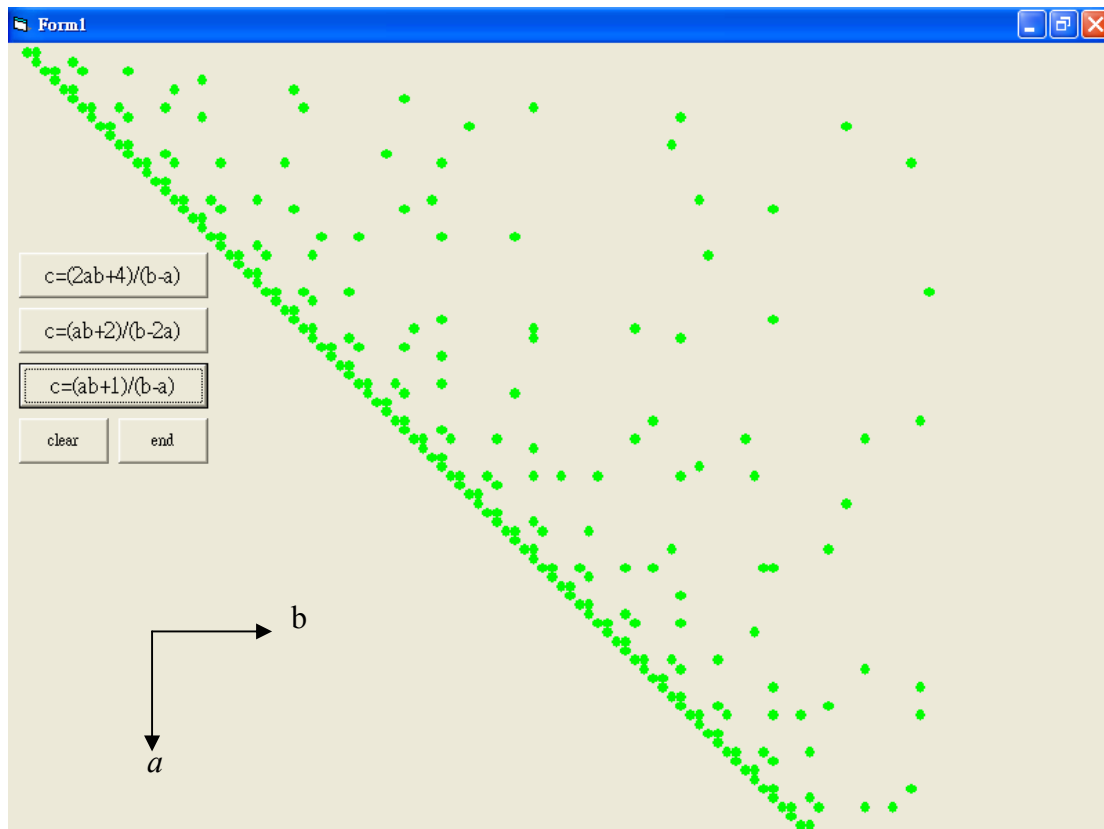 Form1
c=(2ab+4)/(b-a)
c=(ab+2)/(b-2a)
c=(ab+1)/(b-a)
clear end
b
a